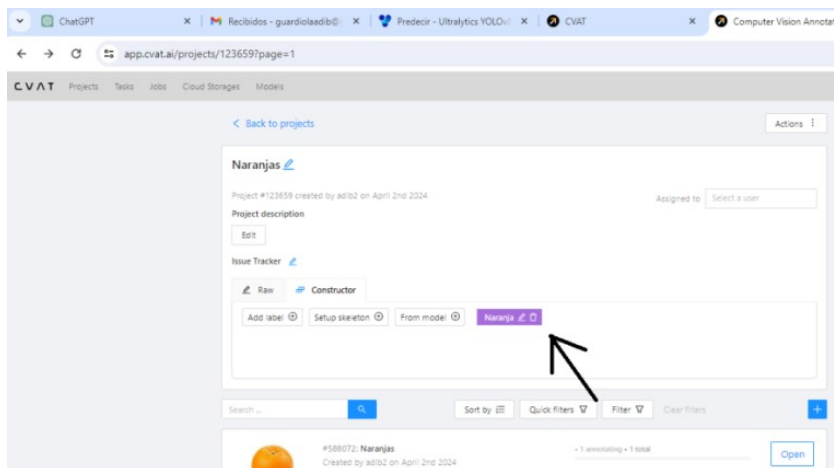 ChatGPT
Recibidos - guardiolaadib@
Predecir - Ultralytics YOLOv
CVAT
Computer Vision Annotat
app.cvat.ai/projects/123659?page=1
CVAT Projects Tasks Jobs Cloud Storages Models
Back to projects
Actions
Naranjas
Project #123659 created by adib2 on April 2nd 2024
Assigned to Select a user
Project description
Edit
Issue Tracker
Raw Constructor
Add label Setup skeleton From model Naranja
Search ...
Sort by Quick filters Filter Clear filters
#588072: Naranjas
Created by adib2 on April 2nd 2024
• 1 annotating • 1 total
Open